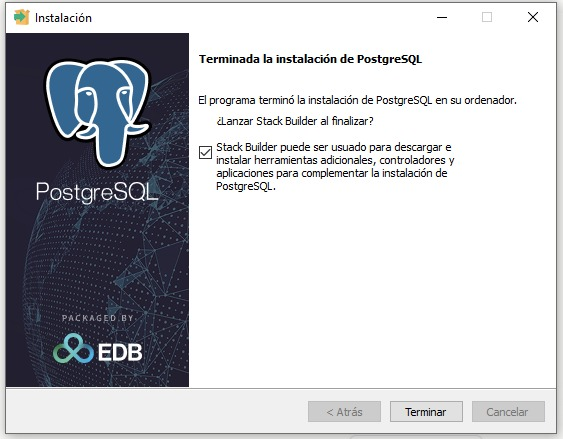 Instalación
Terminada la instalación de PostgreSQL
El programa terminó la instalación de PostgreSQL en su ordenador.
¿Lanzar Stack Builder al finalizar?
Stack Builder puede ser usado para descargar e
instalar herramientas adicionales, controladores y
aplicaciones para complementar la instalación de
PostgreSQL.
PostgreSQL
PACKAGED BY
EDB
< Atrás
Terminar
Cancelar